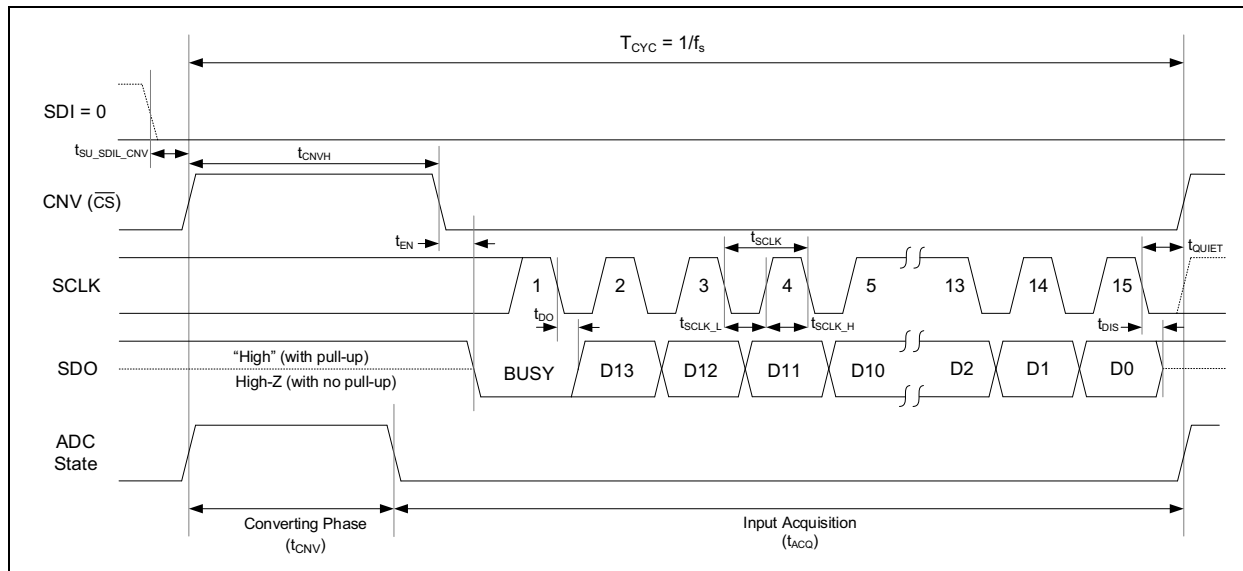 T_CYC = 1/f_s
SDI = 0
t_SU_SDIL_CNV
t_CNVH
CNV (C̅S̅)
t_EN
t_SCLK
t_QUIET
SCLK
1 2 3 4 5 13 14 15
t_DO
t_SCLK_L
t_SCLK_H
t_DIS
SDO
“High” (with pull-up)
High-Z (with no pull-up)
BUSY D13 D12 D11 D10 D2 D1 D0
ADC
State
Converting Phase
(t_CNV)
Input Acquisition
(t_ACQ)